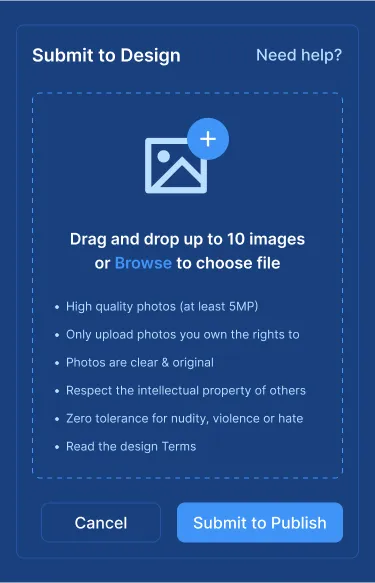 Submit to Design
Need help?
Drag and drop up to 10 images
or Browse to choose file
• High quality photos (at least 5MP)
• Only upload photos you own the rights to
• Photos are clear & original
• Respect the intellectual property of others
• Zero tolerance for nudity, violence or hate
• Read the design Terms
Cancel
Submit to Publish